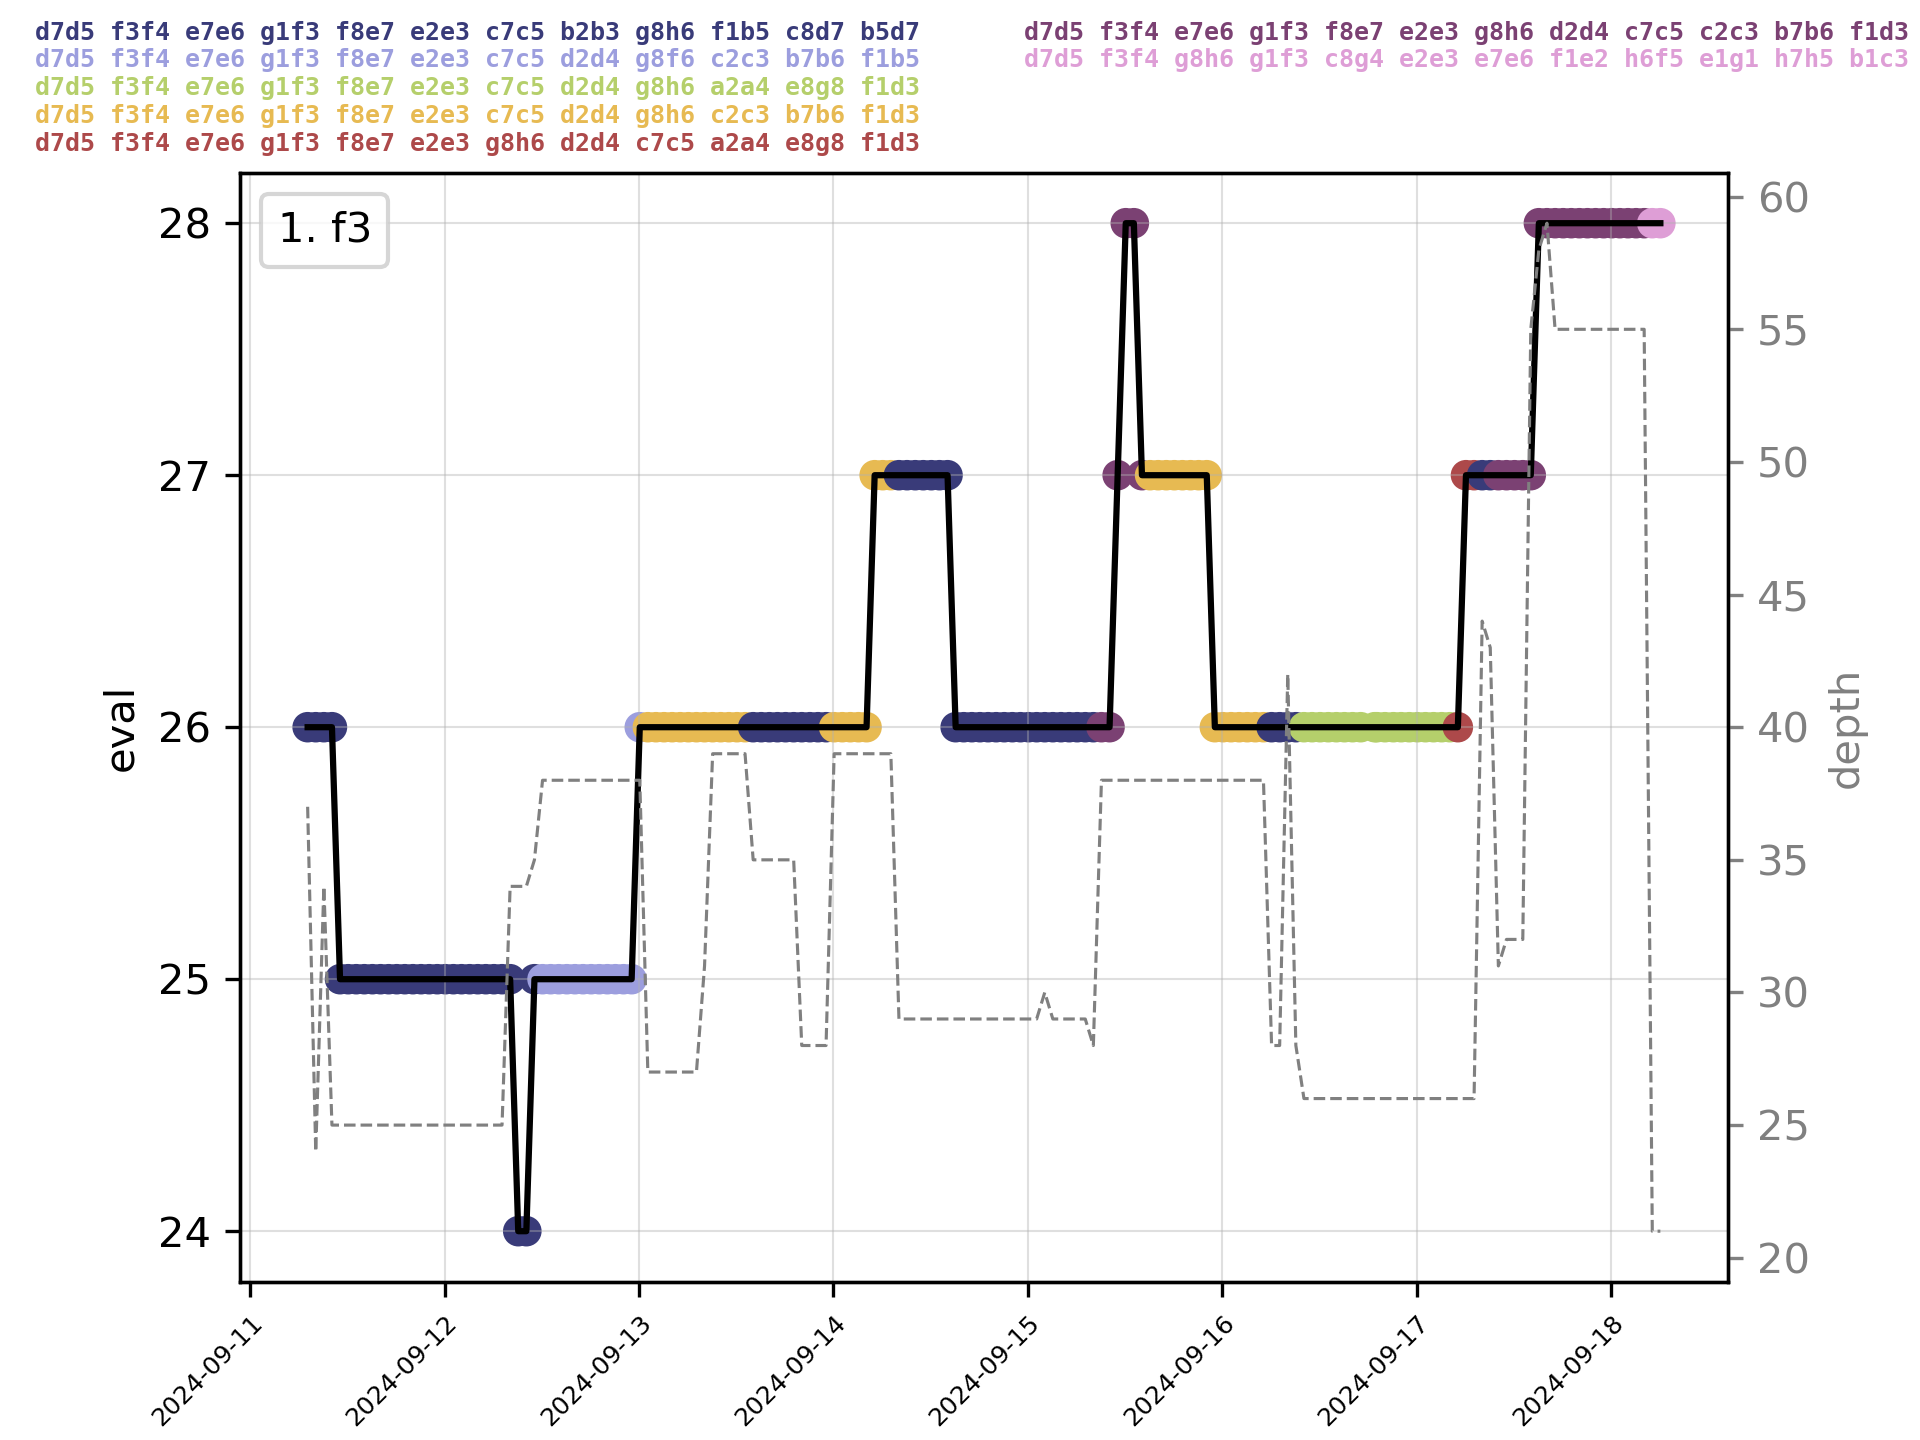 d7d5 f3f4 e7e6 g1f3 f8e7 e2e3 c7c5 b2b3 g8h6 f1b5 c8d7 b5d7
d7d5 f3f4 e7e6 g1f3 f8e7 e2e3 c7c5 d2d4 g8f6 c2c3 b7b6 f1b5
d7d5 f3f4 e7e6 g1f3 f8e7 e2e3 c7c5 d2d4 g8h6 a2a4 e8g8 f1d3
d7d5 f3f4 e7e6 g1f3 f8e7 e2e3 c7c5 d2d4 g8h6 c2c3 b7b6 f1d3
d7d5 f3f4 e7e6 g1f3 f8e7 e2e3 g8h6 d2d4 c7c5 a2a4 e8g8 f1d3
d7d5 f3f4 e7e6 g1f3 f8e7 e2e3 g8h6 d2d4 c7c5 c2c3 b7b6 f1d3
d7d5 f3f4 g8h6 g1f3 c8g4 e2e3 e7e6 f1e2 h6f5 e1g1 h7h5 b1c3
1. f3
eval
28
27
26
25
24
depth
60
55
50
45
40
35
30
25
20
2024-09-11
2024-09-12
2024-09-13
2024-09-14
2024-09-15
2024-09-16
2024-09-17
2024-09-18